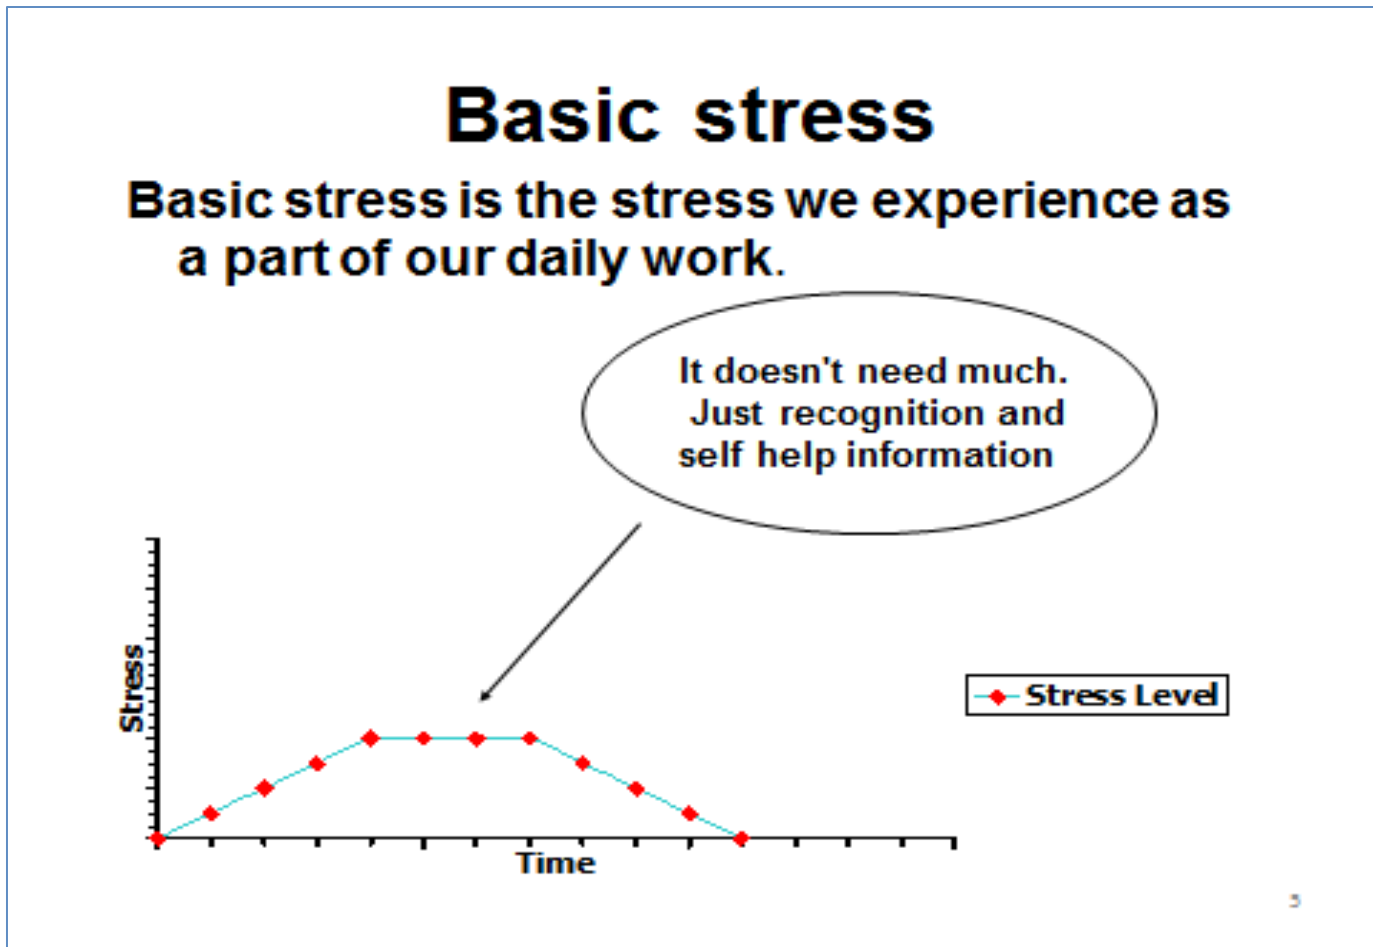 Basic stress
Basic stress is the stress we experience as
a part of our daily work.
It doesn't need much.
Just recognition and
self help information
Stress
Stress Level
Time